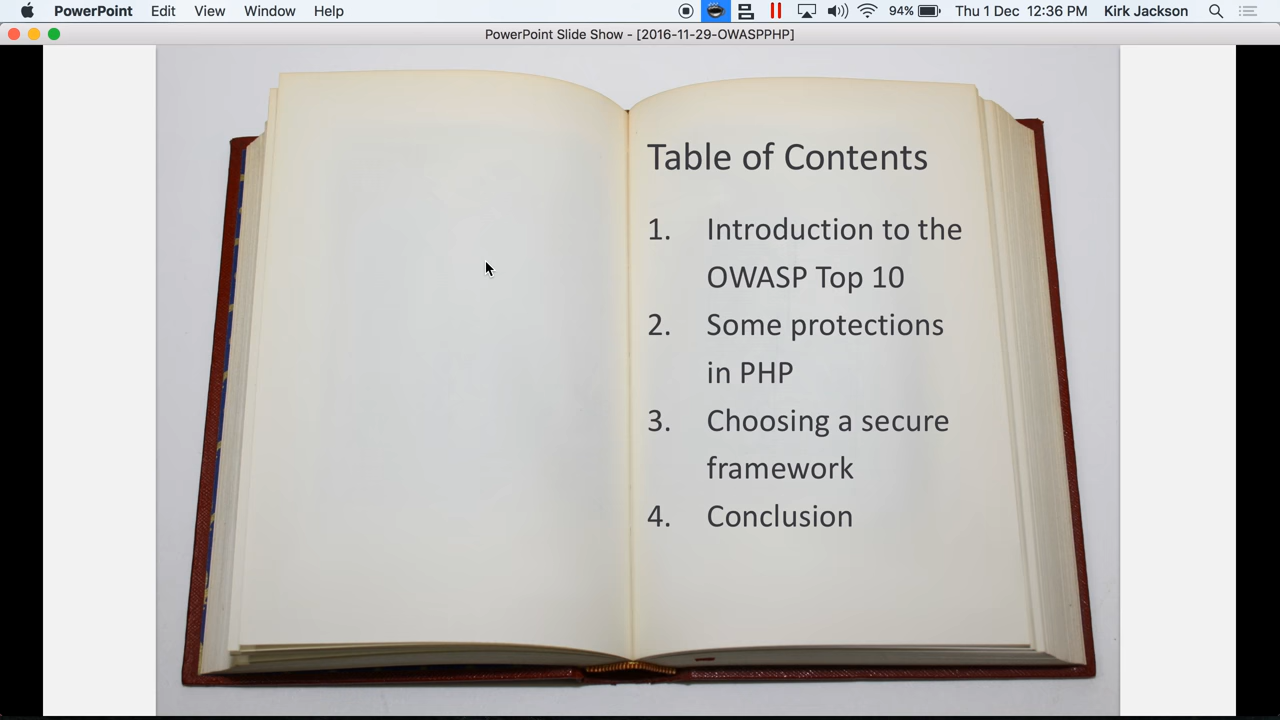 PowerPoint Edit View Window Help 94% Thu 1 Dec 12:36 PM Kirk Jackson
PowerPoint Slide Show - [2016-11-29-OWASPPHP]
Table of Contents
1. Introduction to the
OWASP Top 10
2. Some protections
in PHP
3. Choosing a secure
framework
4. Conclusion